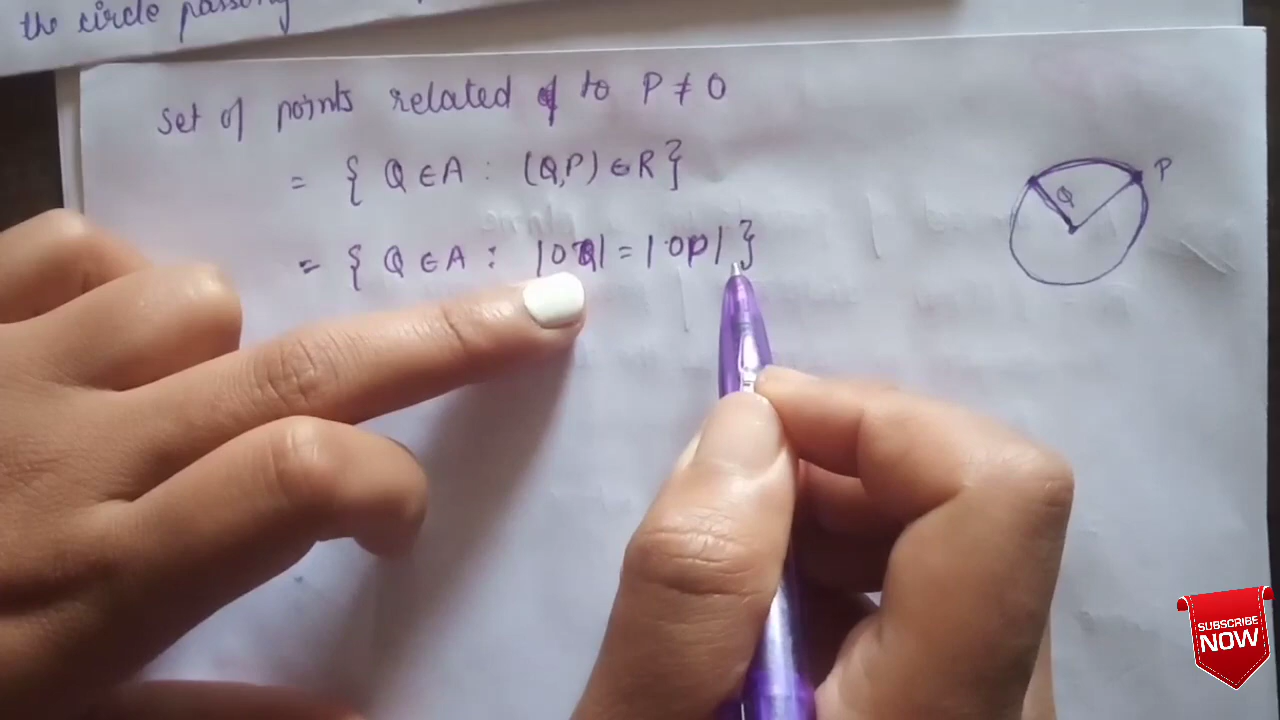 the circle passing
Set of points related to P ≠ O
= { Q ∈ A : (Q,P) ∈ R }
= { Q ∈ A : |OQ| = |OP| }
P
Q
SUBSCRIBE
NOW